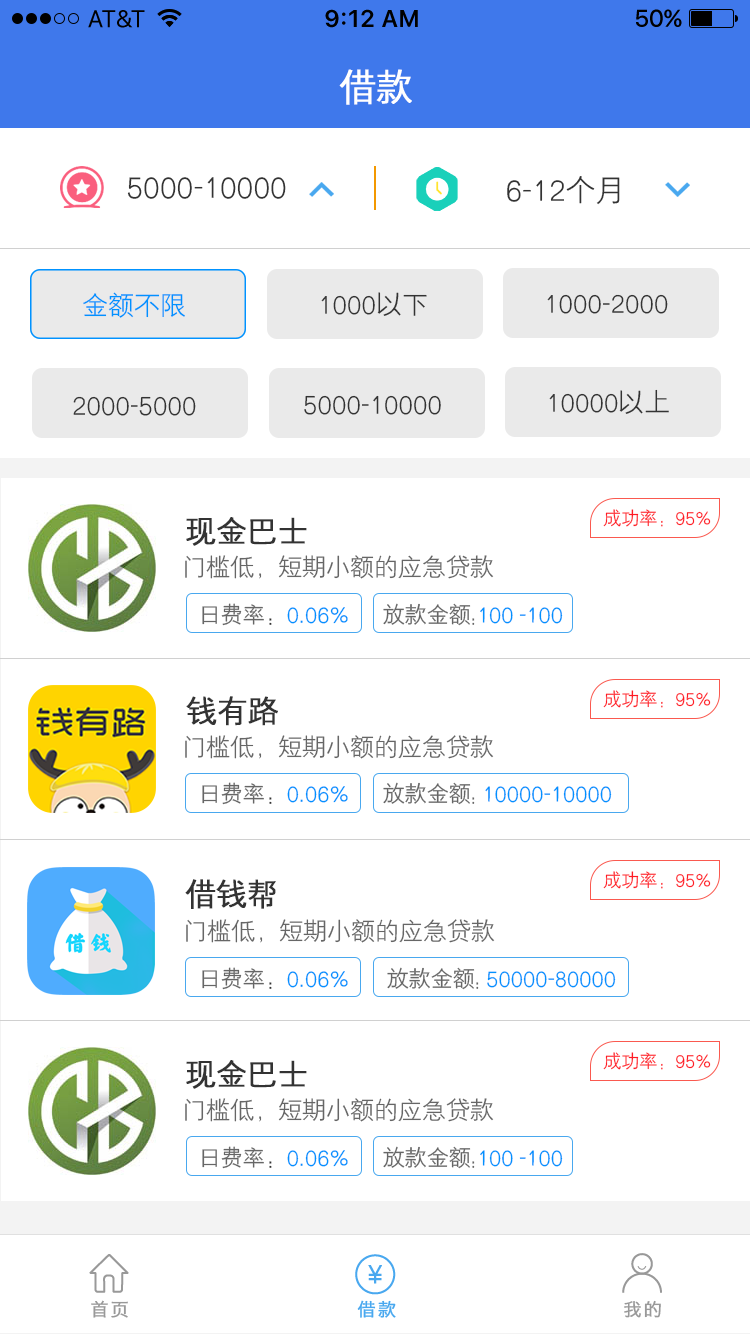 AT&T 9:12 AM 50%
借款
5000-10000 6-12个月
金额不限 1000以下 1000-2000
2000-5000 5000-10000 10000以上
现金巴士 成功率：95%
门槛低，短期小额的应急贷款
日费率：0.06% 放款金额:100 -100
钱有路
钱有路 成功率：95%
门槛低，短期小额的应急贷款
日费率：0.06% 放款金额: 10000-10000
借钱
借钱帮 成功率：95%
门槛低，短期小额的应急贷款
日费率：0.06% 放款金额: 50000-80000
现金巴士 成功率：95%
门槛低，短期小额的应急贷款
日费率：0.06% 放款金额:100 -100
¥
首页 借款 我的